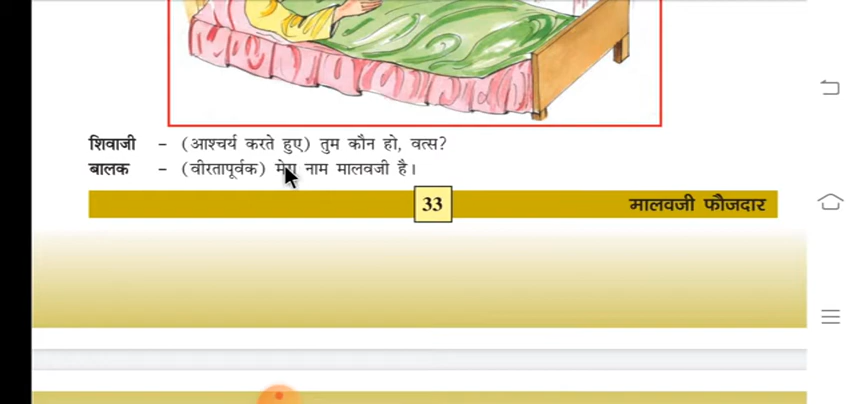 शिवाजी – (आश्चर्य करते हुए) तुम कौन हो, वत्स?
बालक – (वीरतापूर्वक) मेरा नाम मालवजी है।
33 मालवजी फौजदार